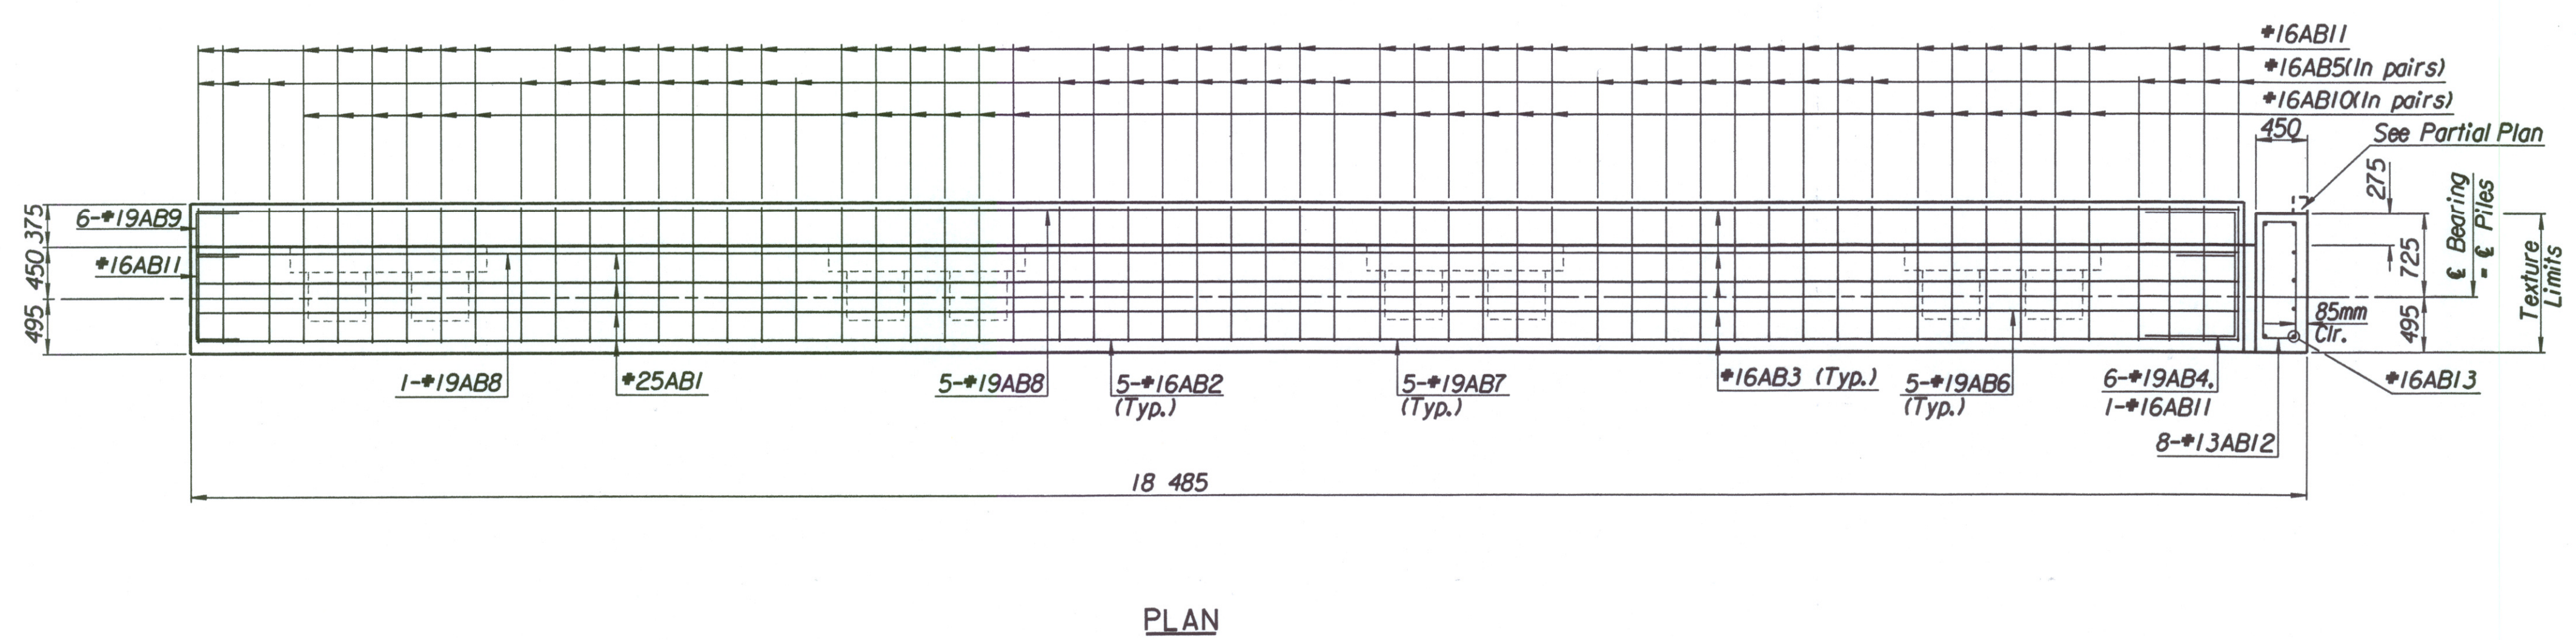 #16AB11
#16AB5(In pairs)
#16AB10(In pairs)
450
See Partial Plan
275
375
6-#19AB9
450
#16AB11
495
725
℄ Bearing
= ℄ Piles
Texture
Limits
85mm
Clr.
495
1-#19AB8
#25AB1
5-#19AB8
5-#16AB2
(Typ.)
5-#19AB7
(Typ.)
#16AB3 (Typ.)
5-#19AB6
(Typ.)
6-#19AB4,
1-#16AB11
#16AB13
8-#13AB12
18 485
PLAN